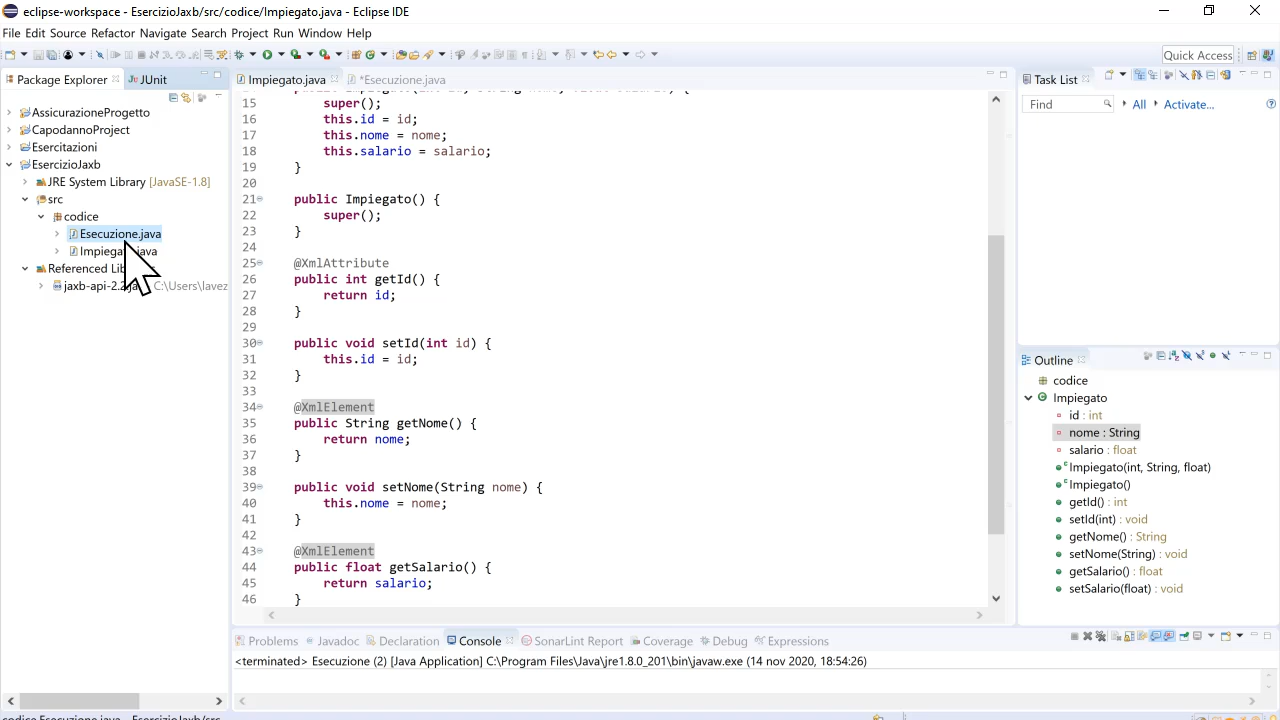 eclipse-workspace - EsercizioJaxb/src/codice/Impiegato.java - Eclipse IDE
File Edit Source Refactor Navigate Search Project Run Window Help
Quick Access
Package Explorer
JUnit
AssicurazioneProgetto
CapodannoProject
Esercitazioni
EsercizioJaxb
JRE System Library [JavaSE-1.8]
src
codice
Esecuzione.java
Referenced
C:\Users\lavez
Impiegato.java
*Esecuzione.java
15 super();
16 this.id = id;
17 this.nome = nome;
18 this.salario = salario;
19 }
20
21 public Impiegato() {
22 super();
23 }
24
25 @XmlAttribute
26 public int getId() {
27 return id;
28 }
29
30 public void setId(int id) {
31 this.id = id;
32 }
33
34 @XmlElement
35 public String getNome() {
36 return nome;
37 }
38
39 public void setNome(String nome) {
40 this.nome = nome;
41 }
42
43 @XmlElement
44 public float getSalario() {
45 return salario;
46 }
Problems Javadoc Declaration Console SonarLint Report Coverage Debug Expressions
<terminated> Esecuzione (2) [Java Application] C:\Program Files\Java\jre1.8.0_201\bin\javaw.exe (14 nov 2020, 18:54:26)
Task List
Find All Activate...
Outline
codice
Impiegato
id : int
nome : String
salario : float
Impiegato(int, String, float)
Impiegato()
getId() : int
setId(int) : void
getNome() : String
setNome(String) : void
getSalario() : float
setSalario(float) : void